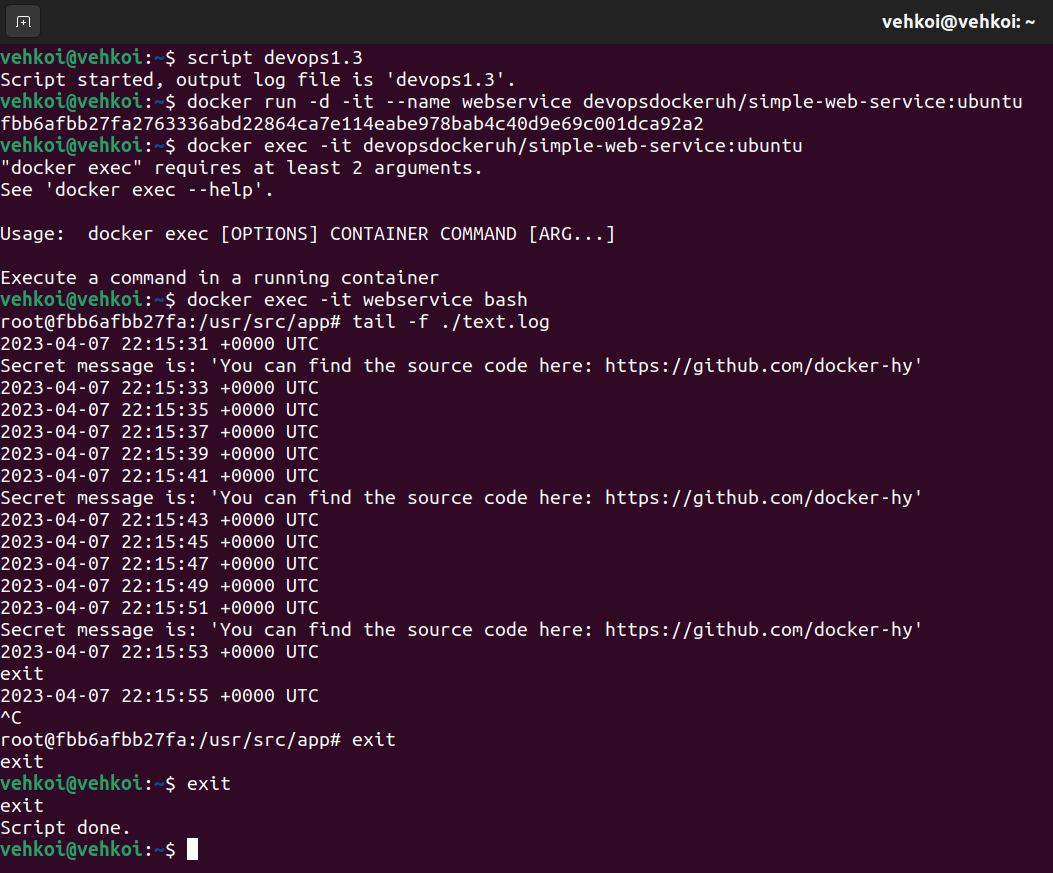 vehkoi@vehkoi: ~
vehkoi@vehkoi:~$ script devops1.3
Script started, output log file is 'devops1.3'.
vehkoi@vehkoi:~$ docker run -d -it --name webservice devopsdockeruh/simple-web-service:ubuntu
fbb6afbb27fa2763336abd22864ca7e114eabe978bab4c40d9e69c001dca92a2
vehkoi@vehkoi:~$ docker exec -it devopsdockeruh/simple-web-service:ubuntu
"docker exec" requires at least 2 arguments.
See 'docker exec --help'.

Usage:  docker exec [OPTIONS] CONTAINER COMMAND [ARG...]

Execute a command in a running container
vehkoi@vehkoi:~$ docker exec -it webservice bash
root@fbb6afbb27fa:/usr/src/app# tail -f ./text.log
2023-04-07 22:15:31 +0000 UTC
Secret message is: 'You can find the source code here: https://github.com/docker-hy'
2023-04-07 22:15:33 +0000 UTC
2023-04-07 22:15:35 +0000 UTC
2023-04-07 22:15:37 +0000 UTC
2023-04-07 22:15:39 +0000 UTC
2023-04-07 22:15:41 +0000 UTC
Secret message is: 'You can find the source code here: https://github.com/docker-hy'
2023-04-07 22:15:43 +0000 UTC
2023-04-07 22:15:45 +0000 UTC
2023-04-07 22:15:47 +0000 UTC
2023-04-07 22:15:49 +0000 UTC
2023-04-07 22:15:51 +0000 UTC
Secret message is: 'You can find the source code here: https://github.com/docker-hy'
2023-04-07 22:15:53 +0000 UTC
exit
2023-04-07 22:15:55 +0000 UTC
^C
root@fbb6afbb27fa:/usr/src/app# exit
exit
vehkoi@vehkoi:~$ exit
exit
Script done.
vehkoi@vehkoi:~$